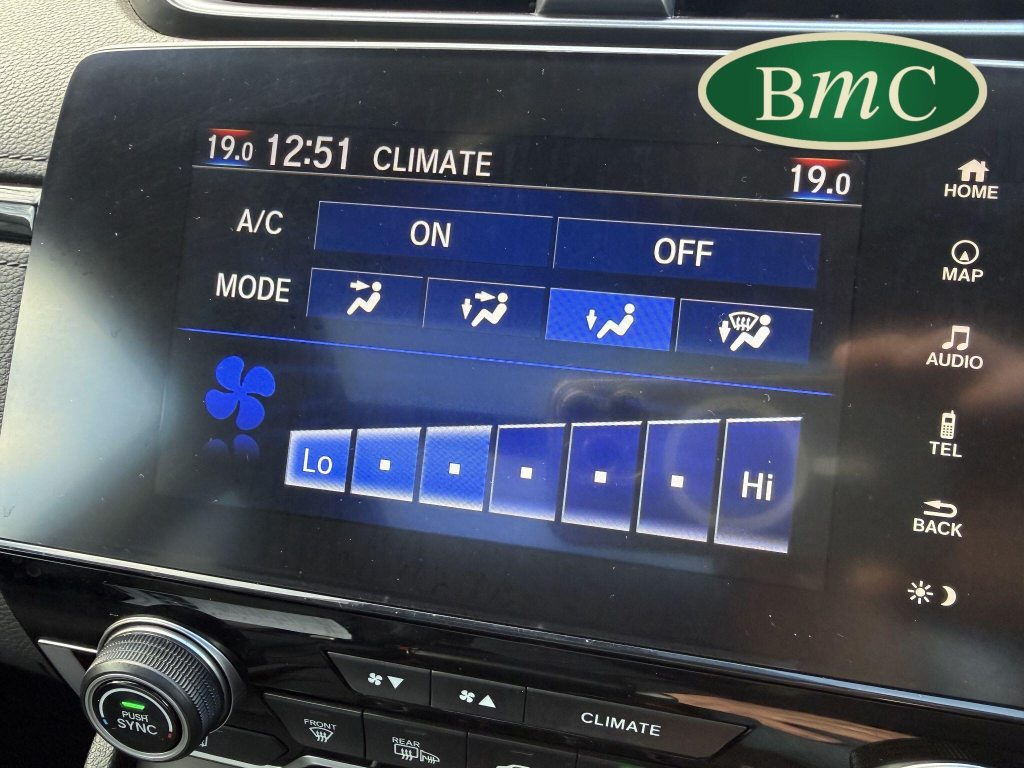 BmC
19.0 12:51 CLIMATE 19.0
HOME
A/C ON OFF
MAP
MODE
AUDIO
TEL
Lo Hi
BACK
PUSH
SYNC
FRONT
REAR
CLIMATE